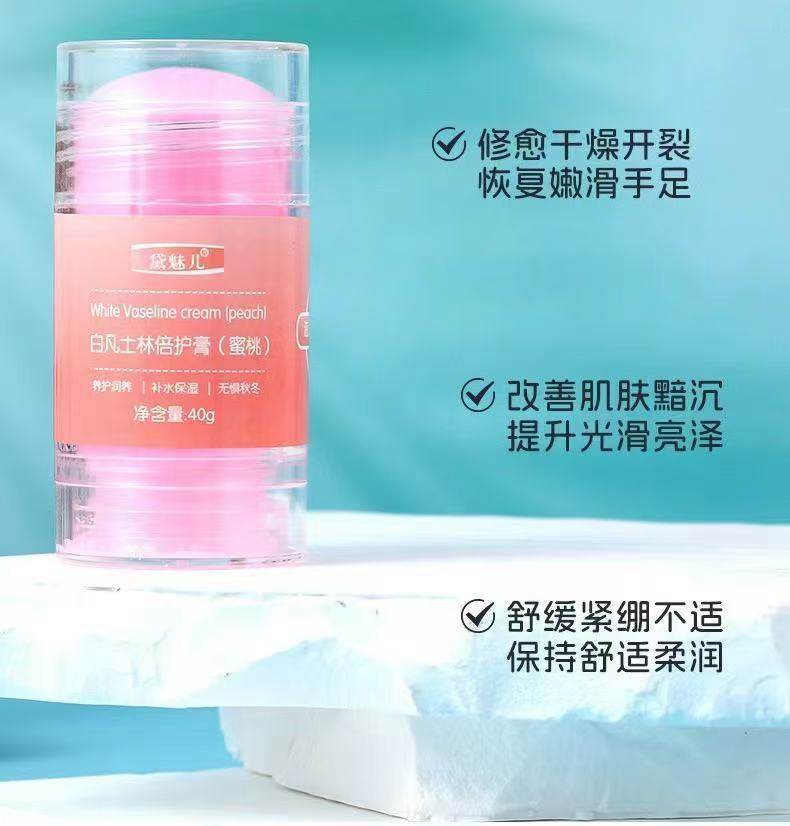 黛魅儿®
White Vaseline cream (peach)
白凡士林倍护膏（蜜桃）
养护润养 | 补水保湿 | 无惧秋冬
净含量:40g
修愈干燥开裂
恢复嫩滑手足
改善肌肤黯沉
提升光滑亮泽
舒缓紧绷不适
保持舒适柔润